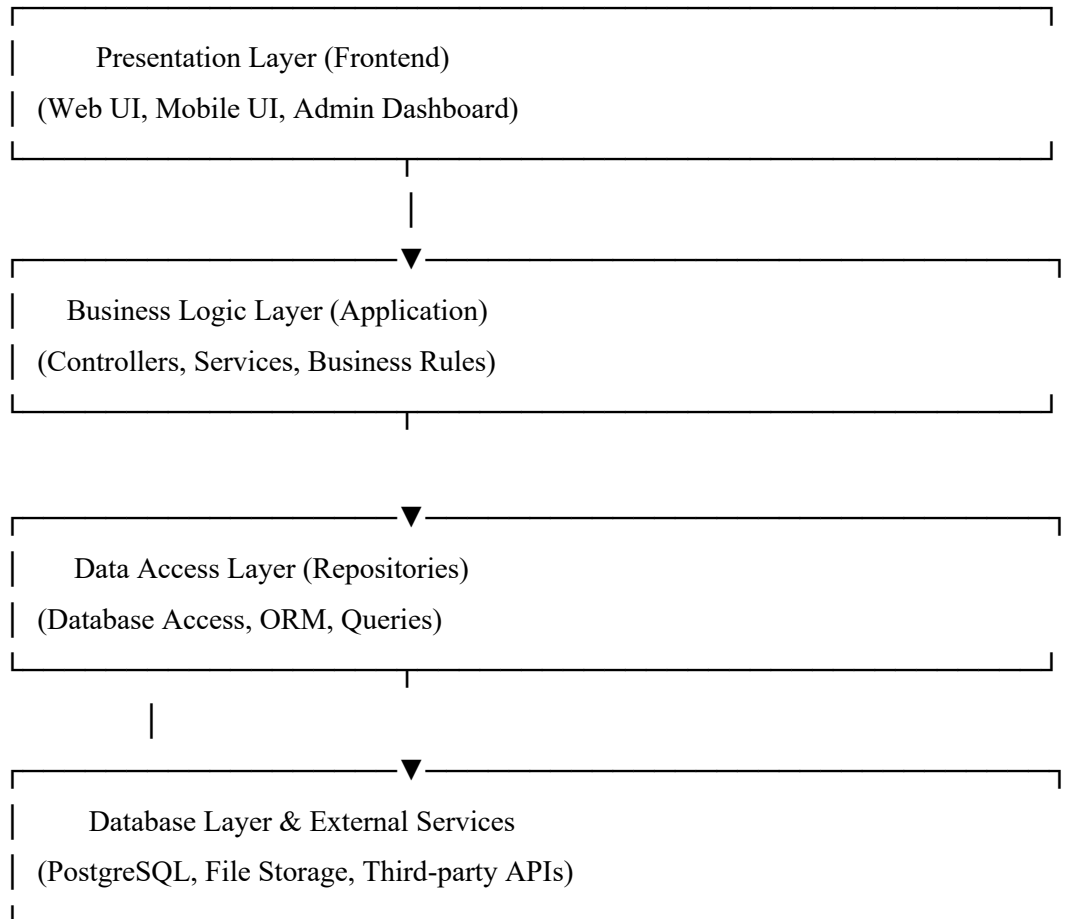 Presentation Layer (Frontend)
(Web UI, Mobile UI, Admin Dashboard)
Business Logic Layer (Application)
(Controllers, Services, Business Rules)
Data Access Layer (Repositories)
(Database Access, ORM, Queries)
Database Layer & External Services
(PostgreSQL, File Storage, Third-party APIs)